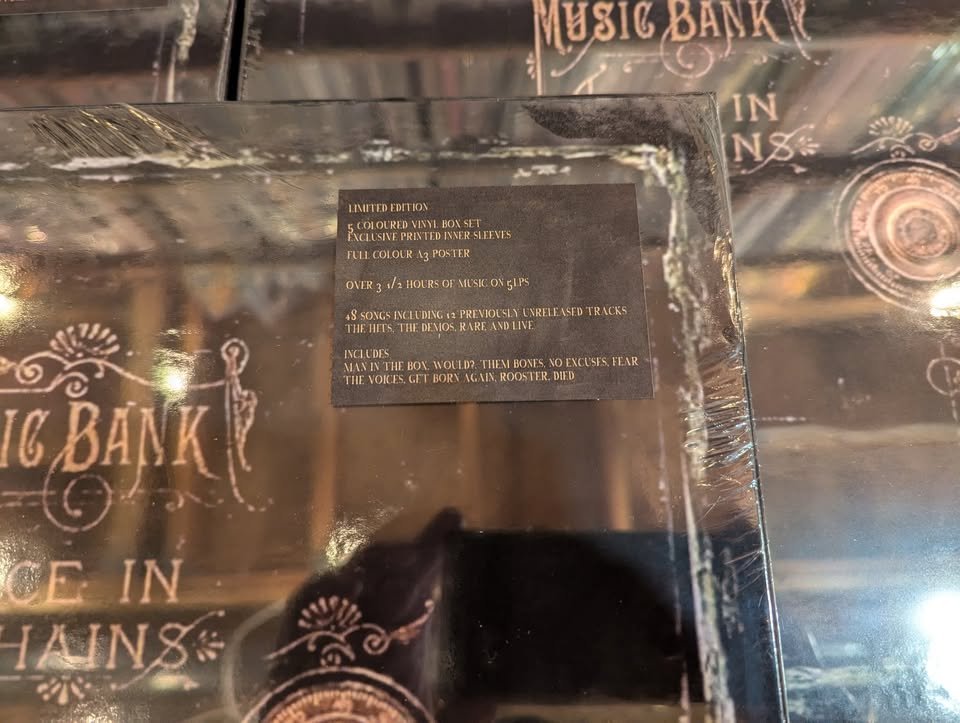 MUSIC BANK
IN
NS
LIMITED EDITION
5 COLOURED VINYL BOX SET
EXCLUSIVE PRINTED INNER SLEEVES
FULL COLOUR A3 POSTER
OVER 3 1/2 HOURS OF MUSIC ON 5LPS
48 SONGS INCLUDING 12 PREVIOUSLY UNRELEASED TRACKS
THE HITS, THE DEMOS, RARE AND LIVE
INCLUDES
MAN IN THE BOX, WOULD?, THEM BONES, NO EXCUSES, FEAR
THE VOICES, GET BORN AGAIN, ROOSTER, DIED
IC BANK
CE IN
HAINS